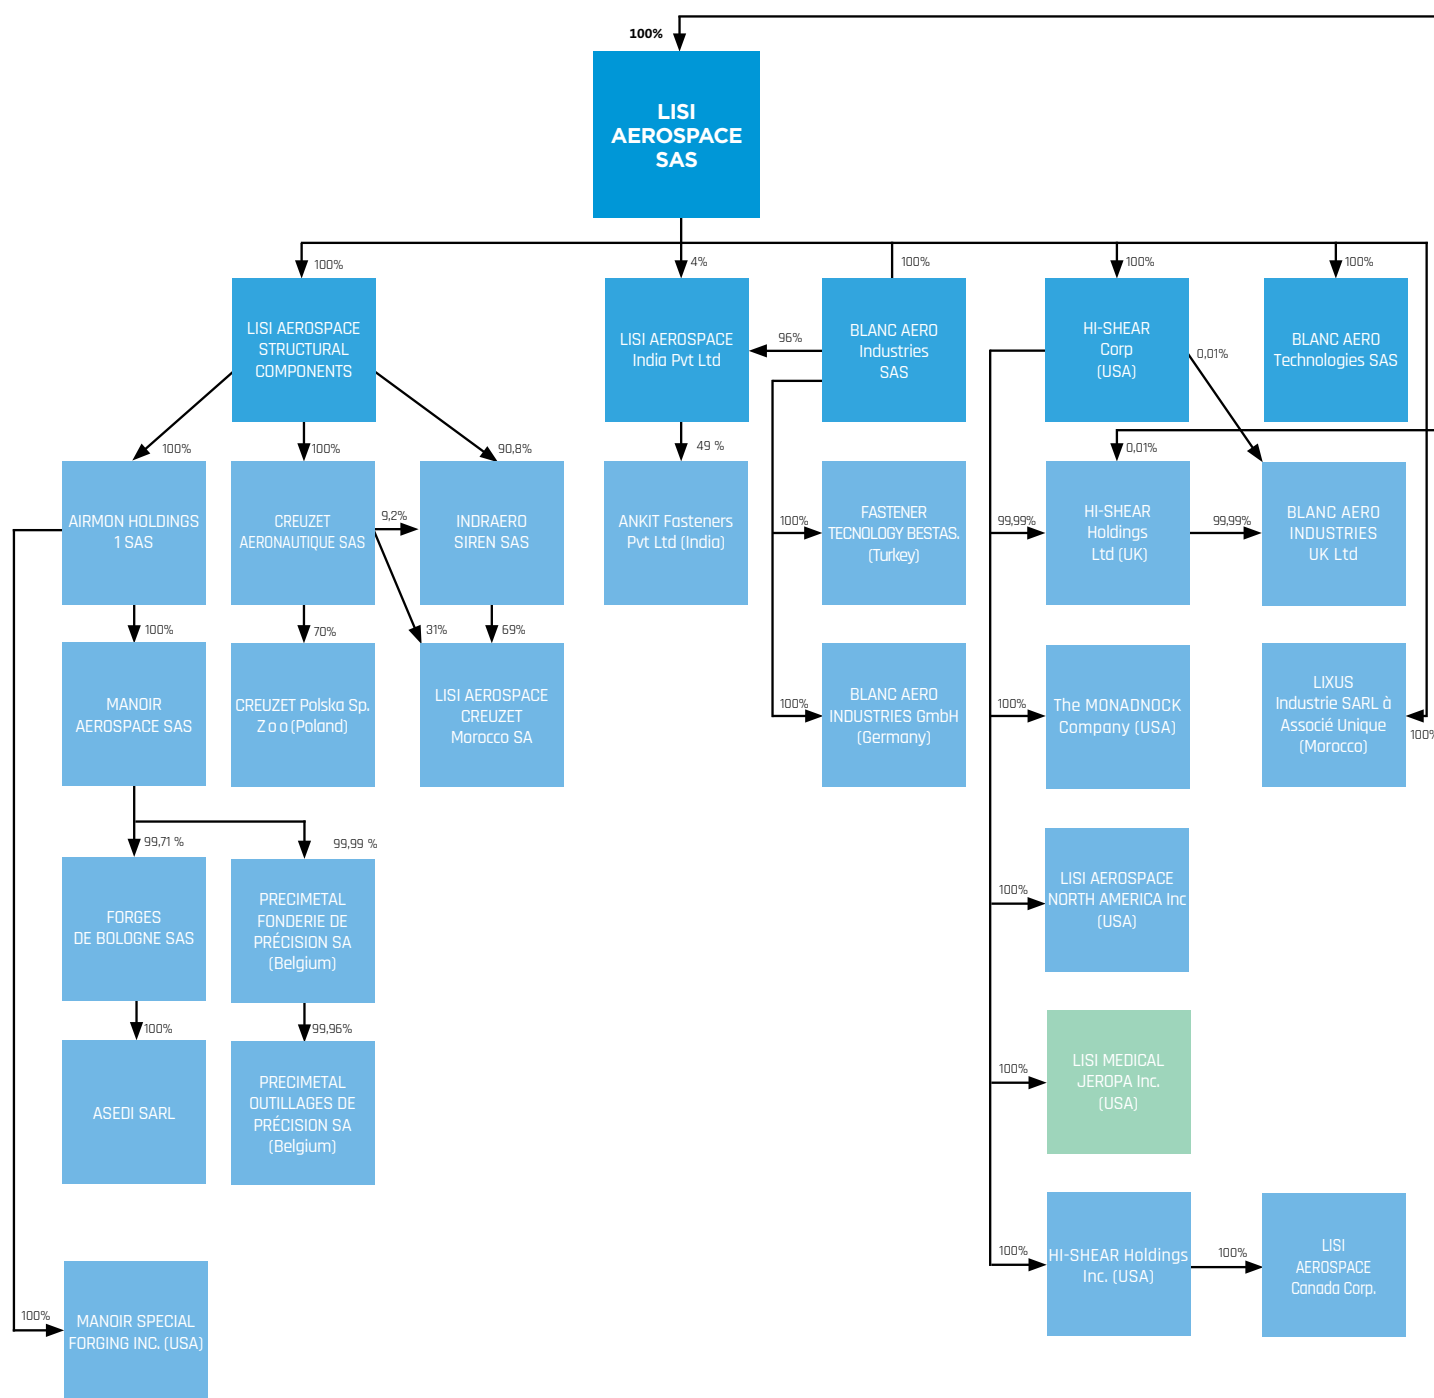 100%
LISI
AEROSPACE
SAS
100%
4%
100%
100%
100%
LISI AEROSPACE
STRUCTURAL
COMPONENTS
LISI AEROSPACE
India Pvt Ltd
96%
BLANC AERO
Industries
SAS
HI-SHEAR
Corp
(USA)
0,01%
BLANC AERO
Technologies SAS
100%
100%
90,8%
49 %
0,01%
AIRMON HOLDINGS
1 SAS
CREUZET
AERONAUTIQUE SAS
9,2%
INDRAERO
SIREN SAS
ANKIT Fasteners
Pvt Ltd (India)
100%
FASTENER
TECNOLOGY BESTAS.
(Turkey)
99,99%
HI-SHEAR
Holdings
Ltd (UK)
99,99%
BLANC AERO
INDUSTRIES
UK Ltd
100%
70%
31%
69%
MANOIR
AEROSPACE SAS
CREUZET Polska Sp.
Z o o (Poland)
LISI AEROSPACE
CREUZET
Morocco SA
100%
BLANC AERO
INDUSTRIES GmbH
(Germany)
100%
The MONADNOCK
Company (USA)
LIXUS
Industrie SARL à
Associé Unique
(Morocco)
100%
99,71 %
99,99 %
FORGES
DE BOLOGNE SAS
PRECIMETAL
FONDERIE DE
PRÉCISION SA
(Belgium)
100%
LISI AEROSPACE
NORTH AMERICA Inc
(USA)
100%
99,96%
ASEDI SARL
PRECIMETAL
OUTILLAGES DE
PRÉCISION SA
(Belgium)
100%
LISI MEDICAL
JEROPA Inc.
(USA)
100%
HI-SHEAR Holdings
Inc. (USA)
100%
LISI
AEROSPACE
Canada Corp.
100%
MANOIR SPECIAL
FORGING INC. (USA)